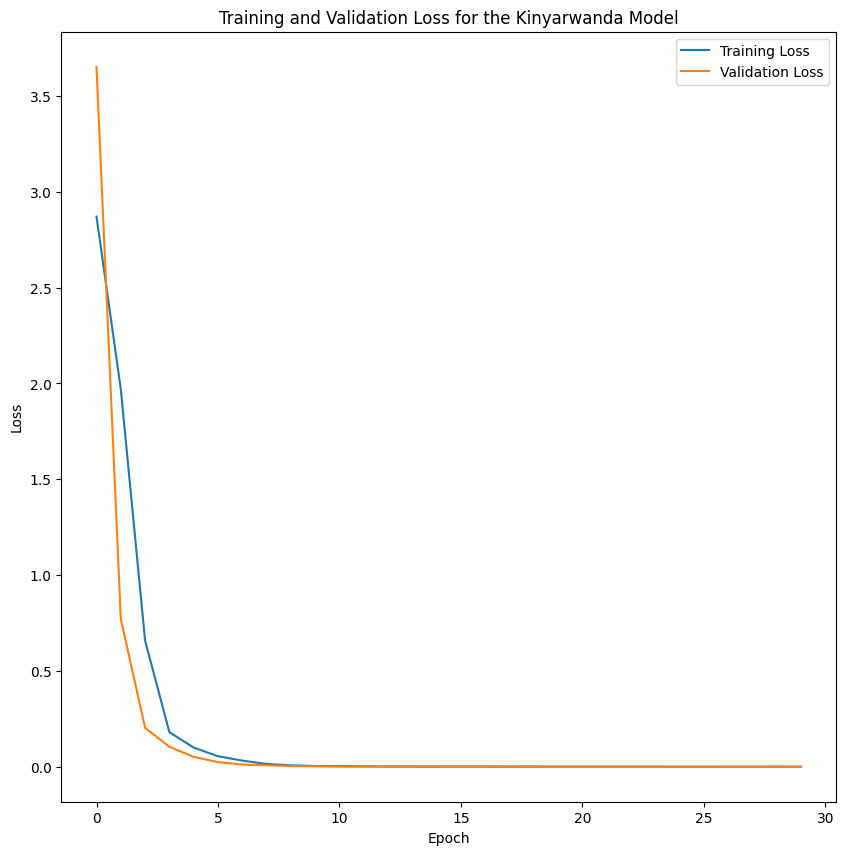 Training and Validation Loss for the Kinyarwanda Model
Training Loss
Validation Loss
3.5
3.0
2.5
2.0
1.5
1.0
0.5
0.0
Loss
0 5 10 15 20 25 30
Epoch